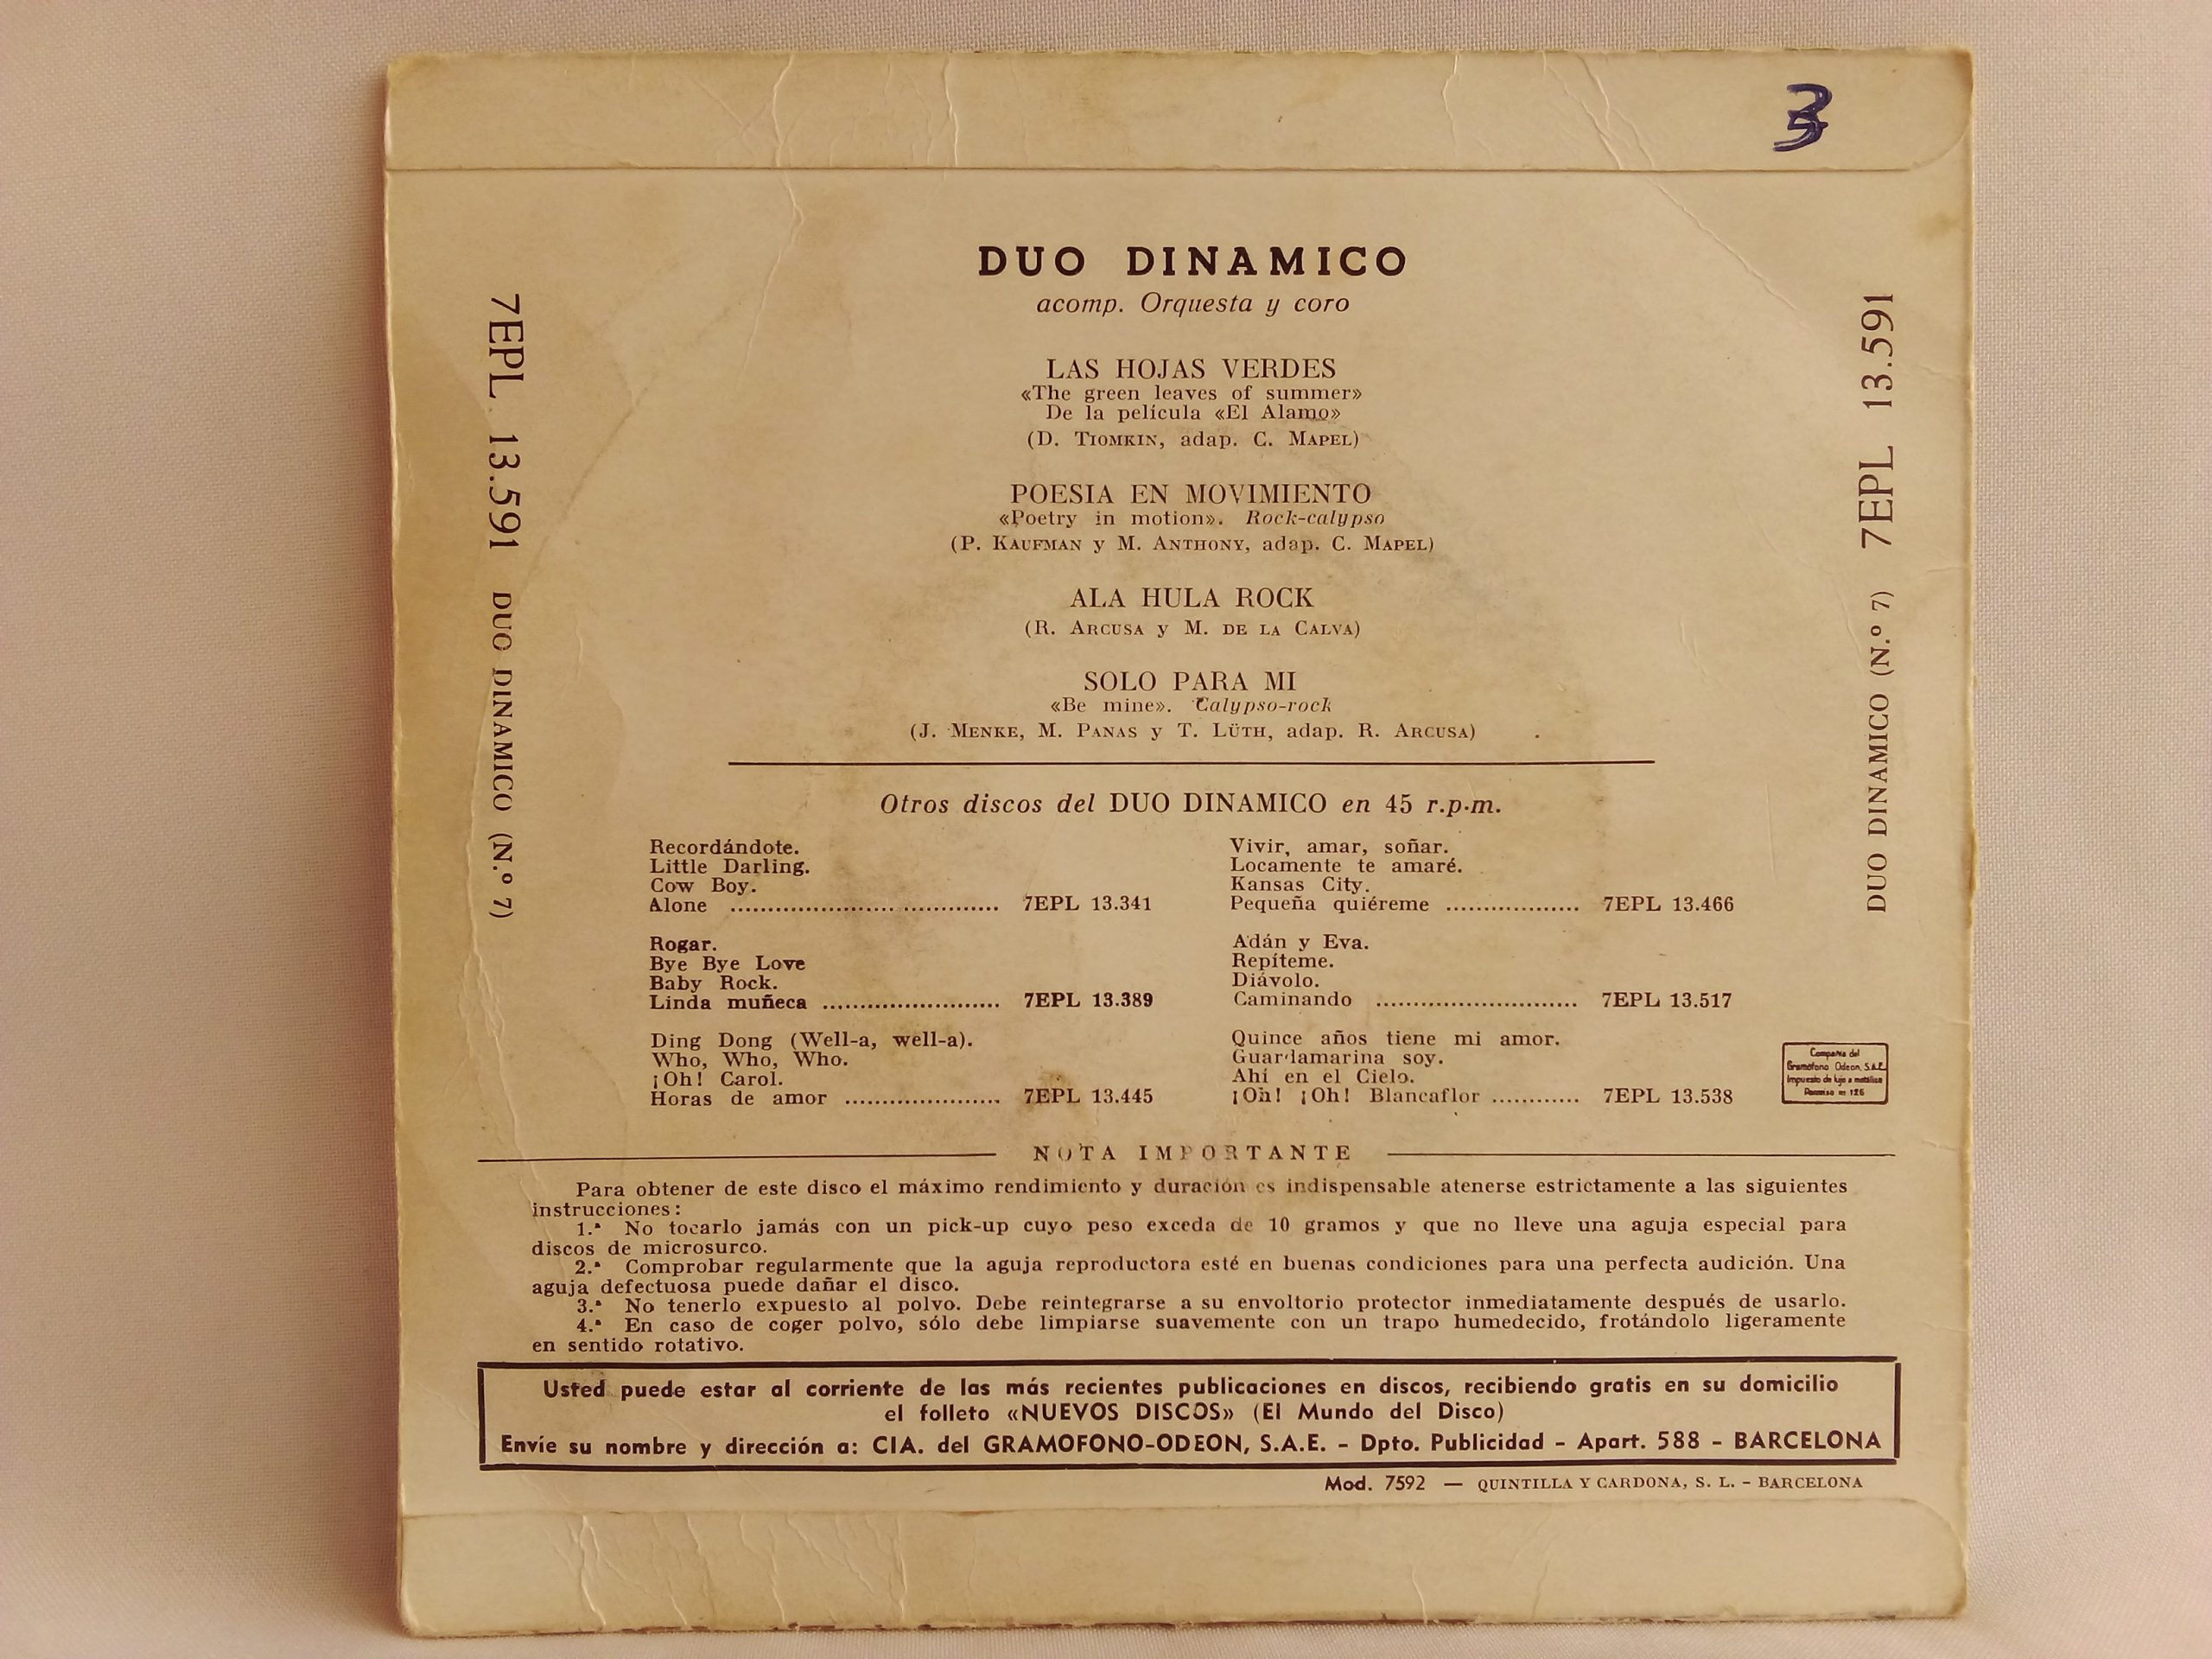 3
DUO DINAMICO
acomp. Orquesta y coro
LAS HOJAS VERDES
«The green leaves of summer»
De la película «El Alamo»
(D. TIOMKIN, adap. C. MAPEL)
POESIA EN MOVIMIENTO
«Poetry in motion». Rock-calypso
(P. KAUFMAN y M. ANTHONY, adap. C. MAPEL)
ALA HULA ROCK
(R. ARCUSA y M. DE LA CALVA)
SOLO PARA MI
«Be mine». Calypso-rock
(J. MENKE, M. PANAS y T. LÜTH, adap. R. ARCUSA)
7EPL 13.591 DUO DINAMICO (N.º 7)
DUO DINAMICO (N.º 7) 7EPL 13.591
Otros discos del DUO DINAMICO en 45 r.p.m.
Recordándote.
Little Darling.
Cow Boy.
Alone .................................. 7EPL 13.341
Rogar.
Bye Bye Love
Baby Rock.
Linda muñeca ........................ 7EPL 13.389
Ding Dong (Well-a, well-a).
Who, Who, Who.
¡Oh! Carol.
Horas de amor ..................... 7EPL 13.445
Vivir, amar, soñar.
Locamente te amaré.
Kansas City.
Pequeña quiéreme .................. 7EPL 13.466
Adán y Eva.
Repíteme.
Diávolo.
Caminando ........................... 7EPL 13.517
Quince años tiene mi amor.
Guardamarina soy.
Ahí en el Cielo.
¡Oh! ¡Oh! Blancaflor ............ 7EPL 13.538
Compañía del
Gramófono Odeon, S.A.E.
Impuesto de lujo a metálico
Permiso nº 126
NOTA IMPORTANTE
Para obtener de este disco el máximo rendimiento y duración es indispensable atenerse estrictamente a las siguientes
instrucciones:
1.ª No tocarlo jamás con un pick-up cuyo peso exceda de 10 gramos y que no lleve una aguja especial para
discos de microsurco.
2.ª Comprobar regularmente que la aguja reproductora esté en buenas condiciones para una perfecta audición. Una
aguja defectuosa puede dañar el disco.
3.ª No tenerlo expuesto al polvo. Debe reintegrarse a su envoltorio protector inmediatamente después de usarlo.
4.ª En caso de coger polvo, sólo debe limpiarse suavemente con un trapo humedecido, frotándolo ligeramente
en sentido rotativo.
Usted puede estar al corriente de las más recientes publicaciones en discos, recibiendo gratis en su domicilio
el folleto «NUEVOS DISCOS» (El Mundo del Disco)
Envíe su nombre y dirección a: CIA. del GRAMOFONO-ODEON, S.A.E. - Dpto. Publicidad - Apart. 588 - BARCELONA
Mod. 7592 — QUINTILLA Y CARDONA, S. L. - BARCELONA